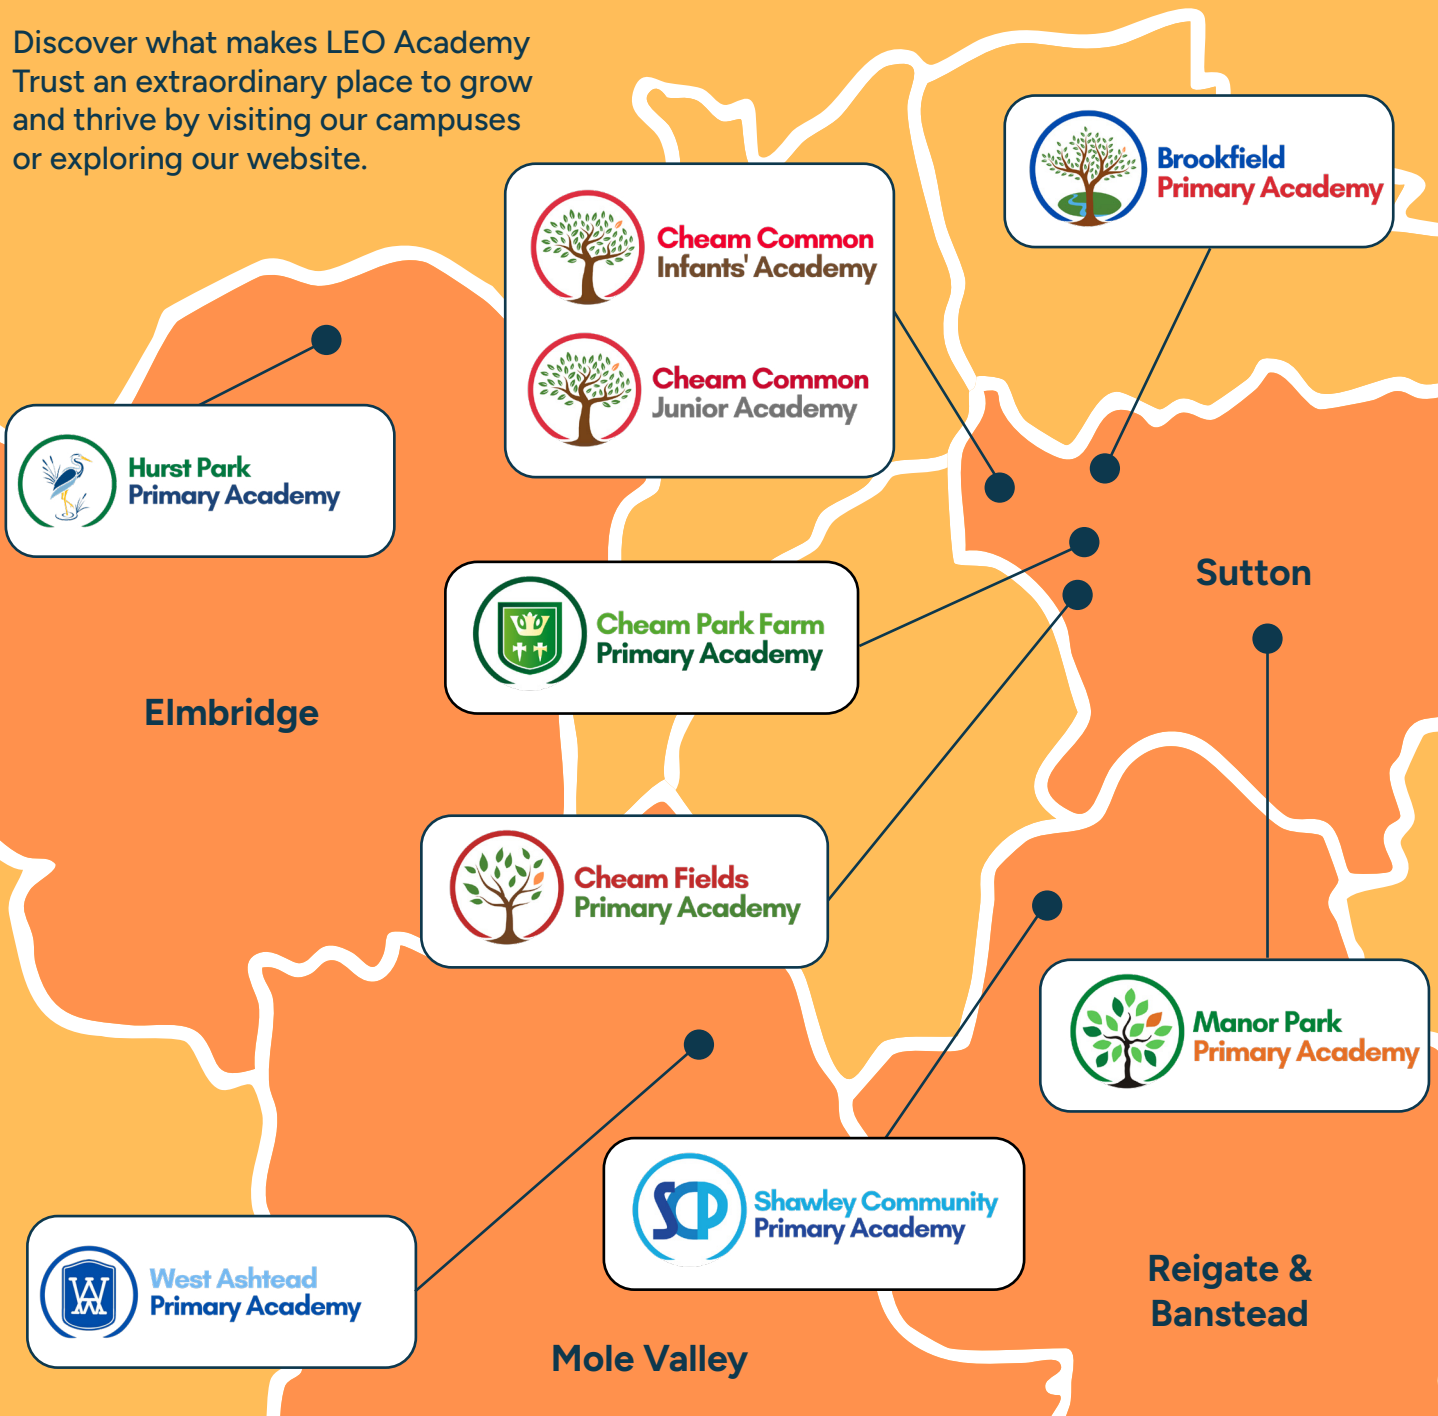 Discover what makes LEO Academy
Trust an extraordinary place to grow
and thrive by visiting our campuses
or exploring our website.
Brookfield
Primary Academy
Cheam Common
Infants' Academy
Cheam Common
Junior Academy
Hurst Park
Primary Academy
Sutton
Cheam Park Farm
Primary Academy
Elmbridge
Cheam Fields
Primary Academy
Manor Park
Primary Academy
SCP
Shawley Community
Primary Academy
WA
West Ashtead
Primary Academy
Reigate &
Banstead
Mole Valley